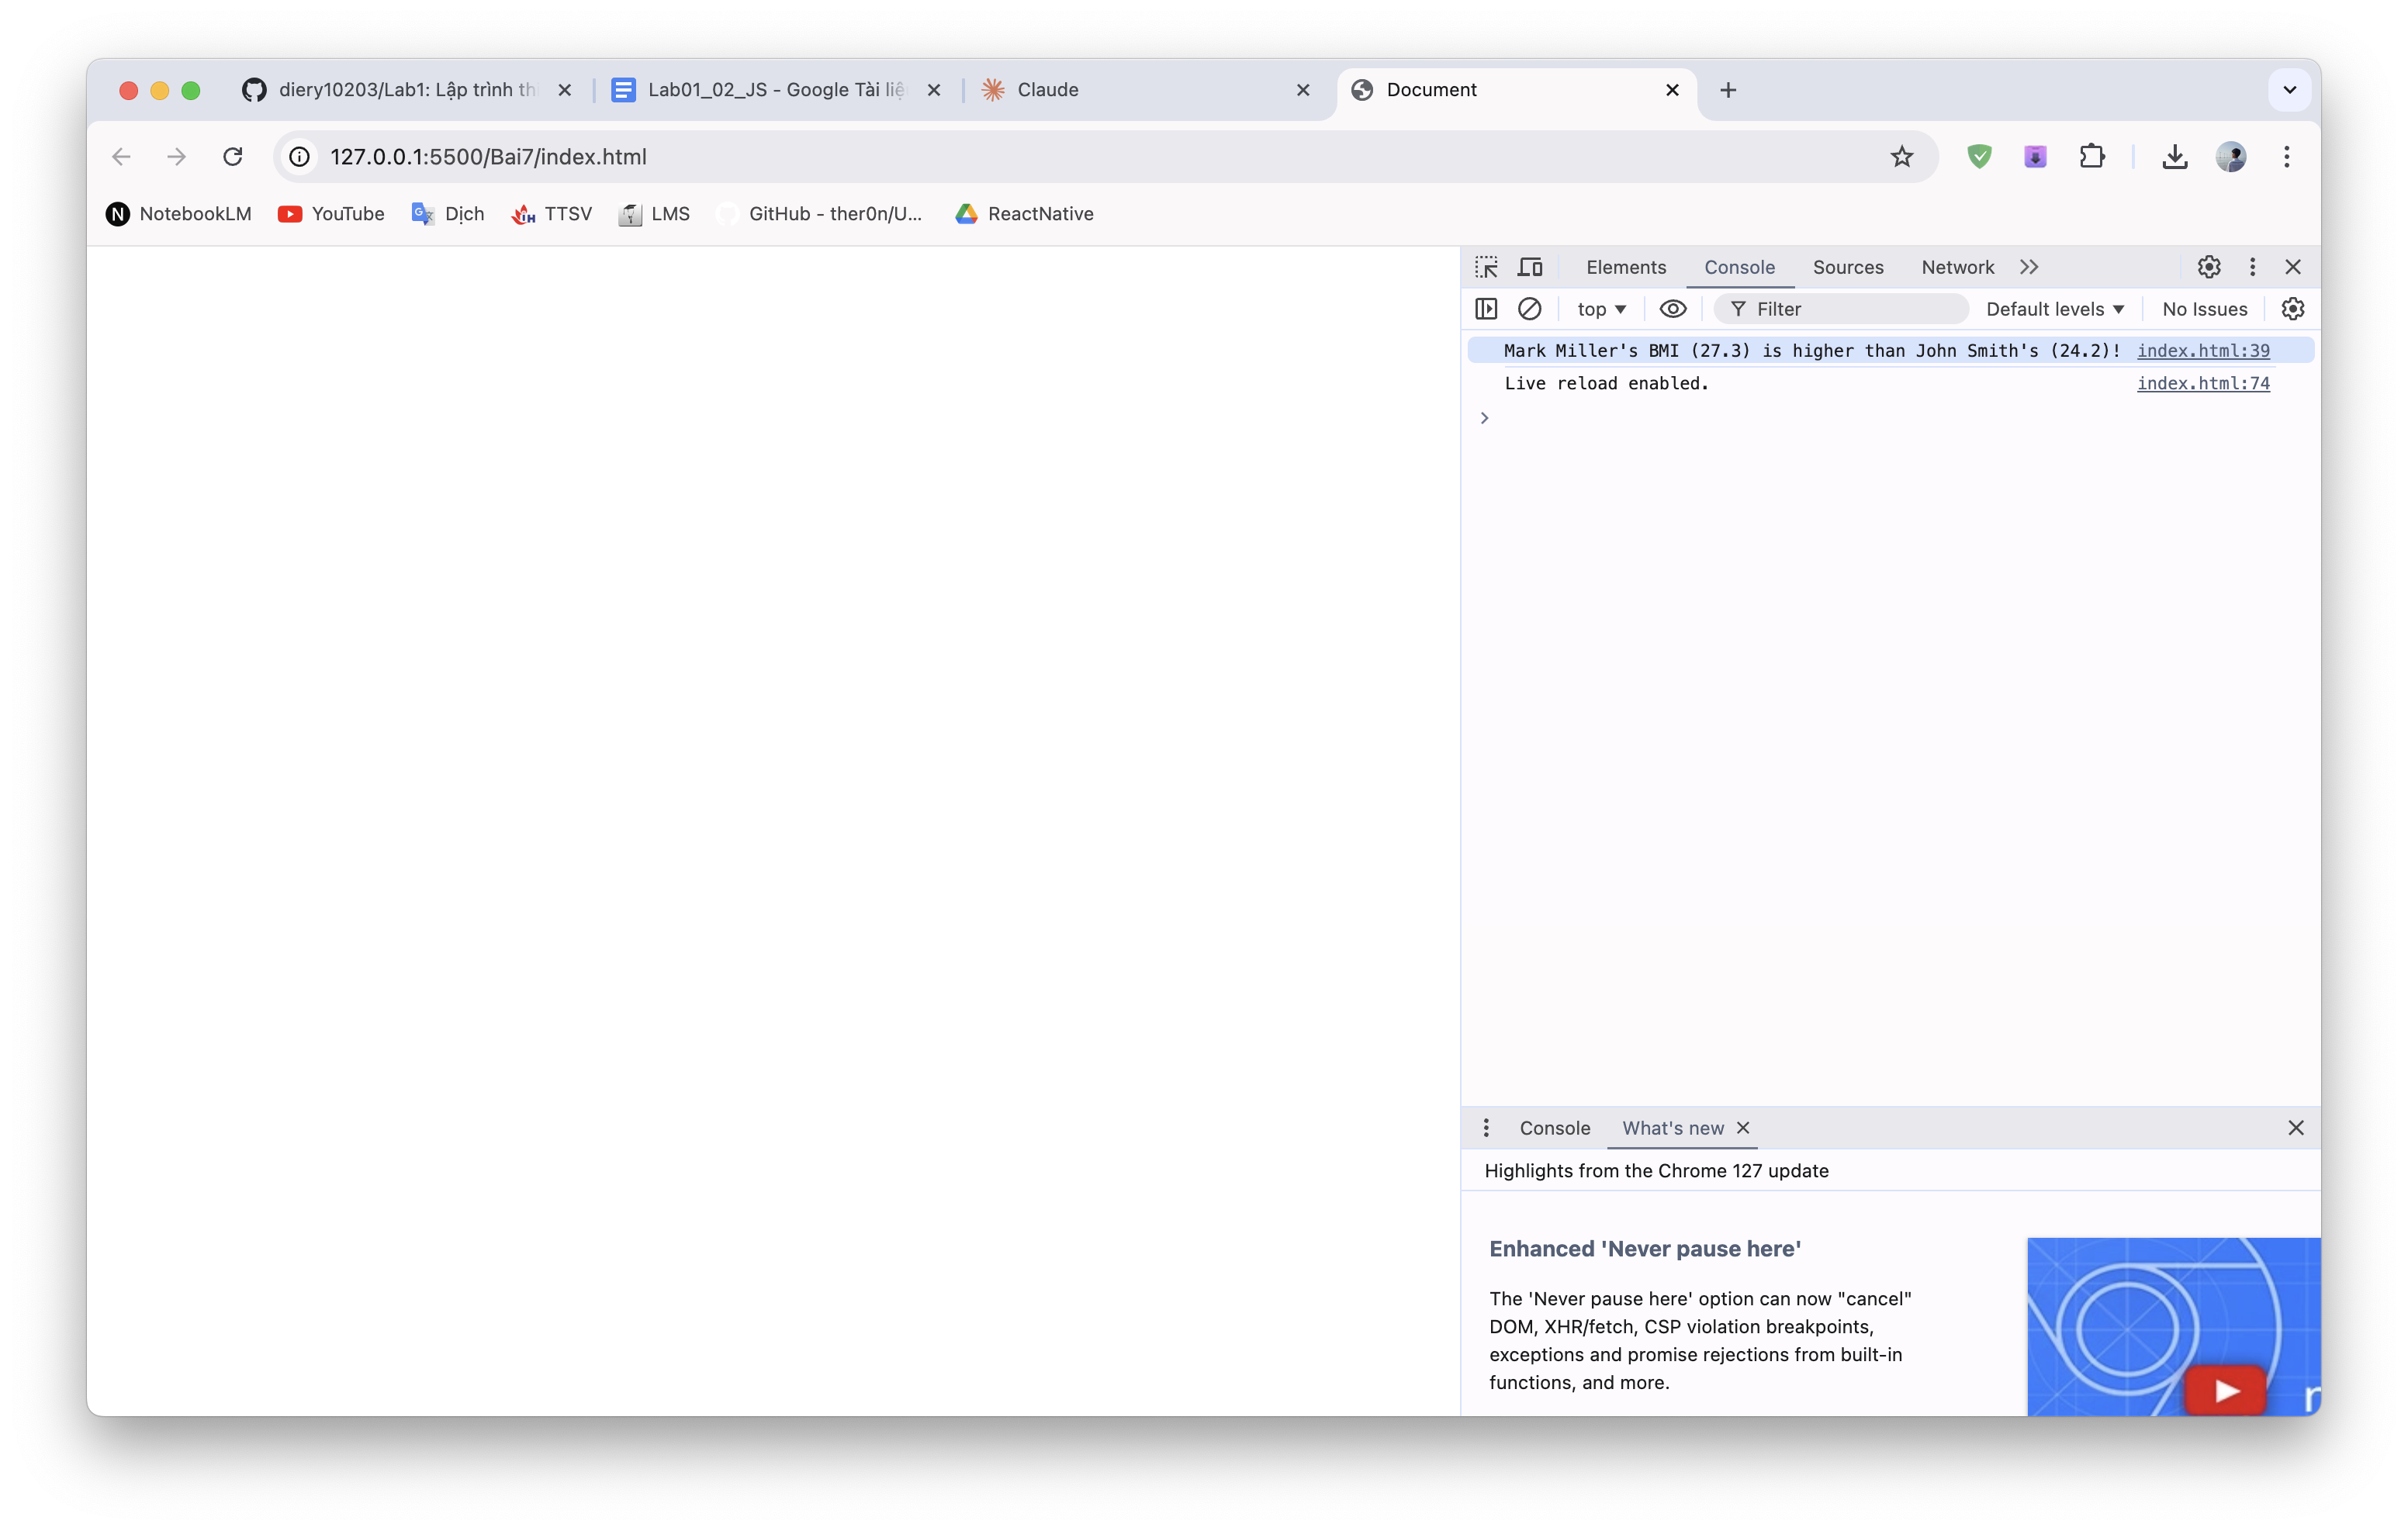 diery10203/Lab1: Lập trình th
Lab01_02_JS - Google Tài liệ
Claude
Document
127.0.0.1:5500/Bai7/index.html
NotebookLM
YouTube
Dịch
TTSV
LMS
GitHub - ther0n/U...
ReactNative
Elements
Console
Sources
Network
top
Filter
Default levels
No Issues
Mark Miller's BMI (27.3) is higher than John Smith's (24.2)! index.html:39
Live reload enabled. index.html:74
Console
What's new
Highlights from the Chrome 127 update
Enhanced 'Never pause here'
The 'Never pause here' option can now "cancel"
DOM, XHR/fetch, CSP violation breakpoints,
exceptions and promise rejections from built-in
functions, and more.